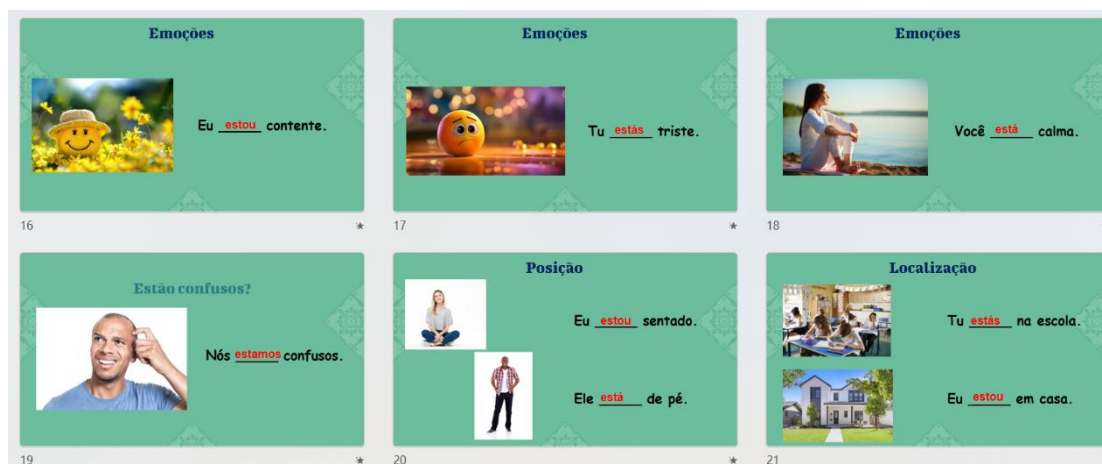 Emoções
Eu estou contente.
16
Emoções
Tu estás triste.
17
Emoções
Você está calma.
18
Estão confusos?
Nós estamos confusos.
19
Posição
Eu estou sentado.
Ele está de pé.
20
Localização
Tu estás na escola.
Eu estou em casa.
21